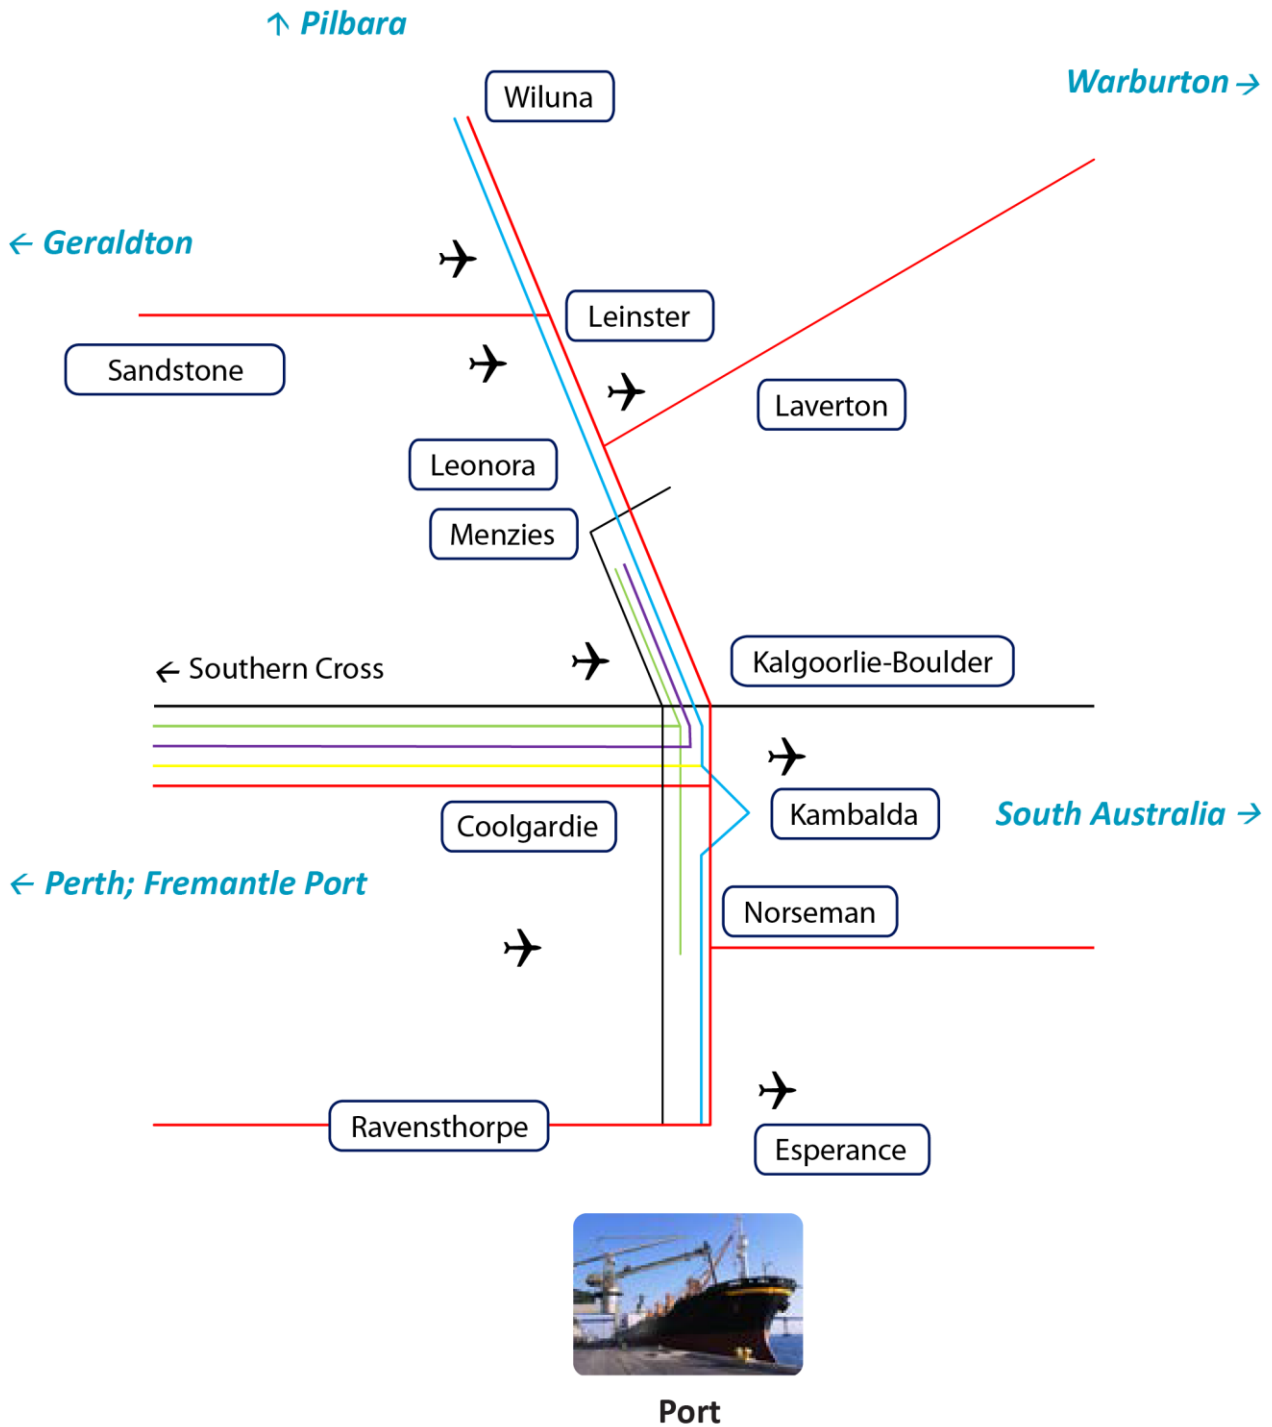 ↑ Pilbara
Warburton →
Wiluna
← Geraldton
Leinster
Sandstone
Laverton
Leonora
Menzies
Kalgoorlie-Boulder
← Southern Cross
Kambalda
South Australia →
Coolgardie
← Perth; Fremantle Port
Norseman
Ravensthorpe
Esperance
Port